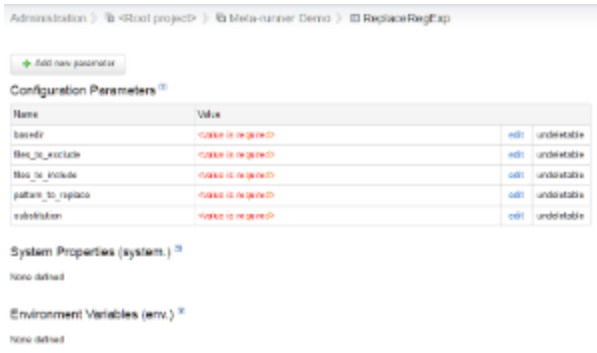 Administration > <Root project> > Meta-runner Demo > ReplaceRegExp
+ Add new parameter
Configuration Parameters
Name Value
basedir <value is required> edit undeletable
files_to_exclude <value is required> edit undeletable
files_to_include <value is required> edit undeletable
pattern_to_replace <value is required> edit undeletable
substitution <value is required> edit undeletable
System Properties (system.)
None defined
Environment Variables (env.)
None defined